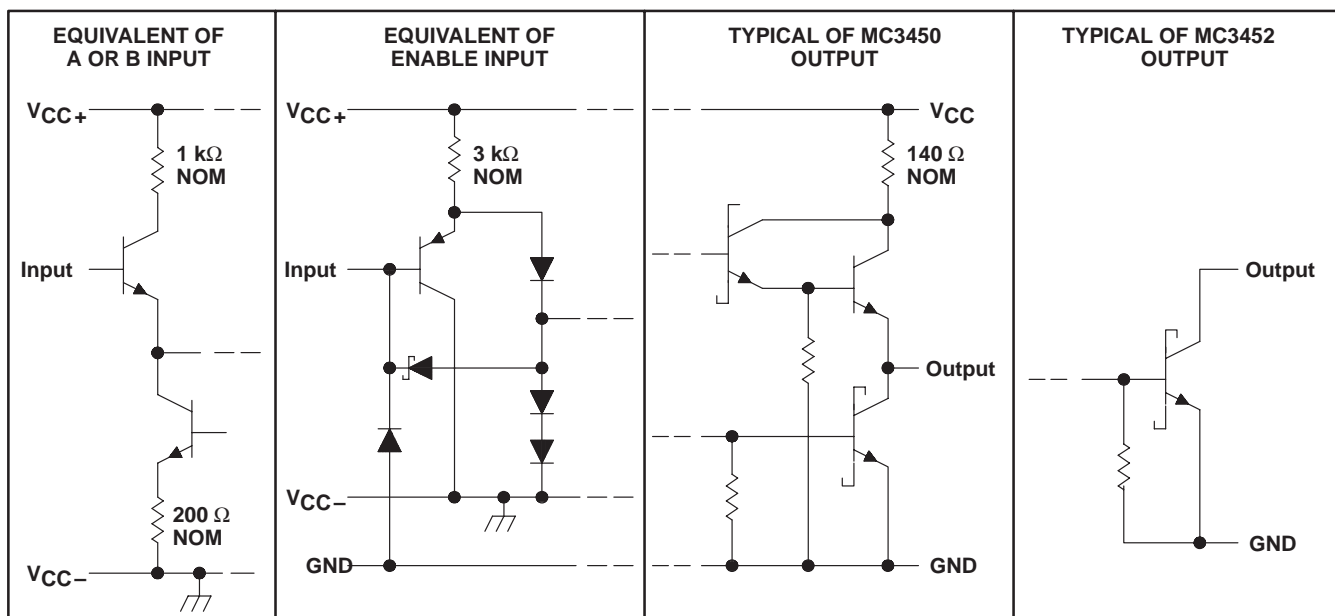 EQUIVALENT OF
A OR B INPUT
VCC+
1 kΩ
NOM
Input
200 Ω
NOM
VCC−
EQUIVALENT OF
ENABLE INPUT
VCC+
3 kΩ
NOM
Input
VCC−
GND
TYPICAL OF MC3450
OUTPUT
VCC
140 Ω
NOM
Output
GND
TYPICAL OF MC3452
OUTPUT
Output
GND